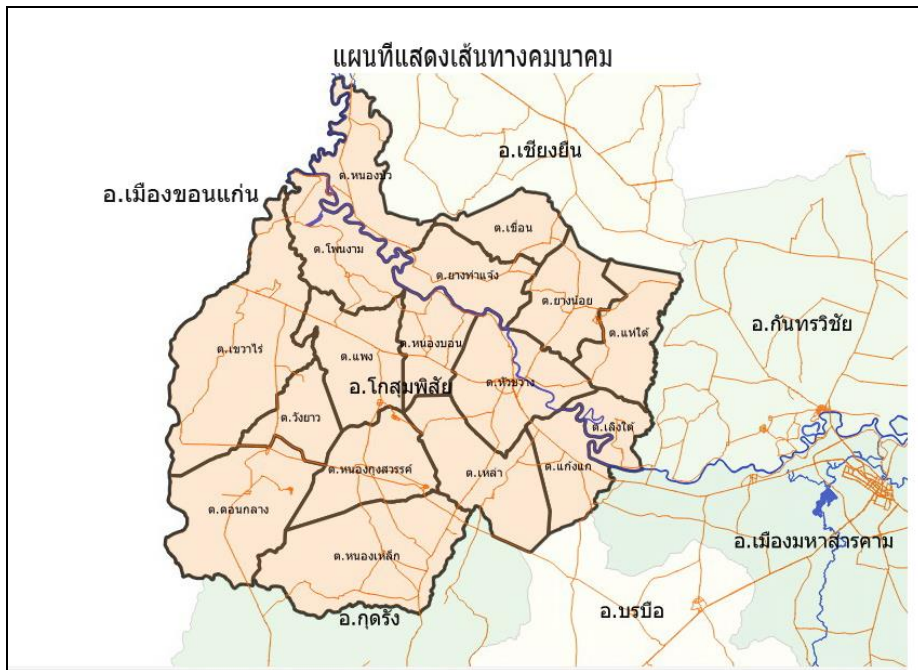 แผนที่แสดงเส้นทางคมนาคม
อ.เชียงยืน
ต.หนองบัว
อ.เมืองขอนแก่น
ต.เขื่อน
ต.โพนงาม
ต.ยางท่าแจ้ง
ต.ยางน้อย
อ.กันทรวิชัย
ต.แห่ใต้
ต.หนองบอน
ต.เขวาไร่
ต.แพง
อ.โกสุมพิสัย
ต.หัวขวาง
ต.วังยาว
ต.เลิงใต้
ต.หนองกุงสวรรค์
ต.เหล่า
ต.แก้งแก
ต.ดอนกลาง
อ.เมืองมหาสารคาม
ต.หนองเหล็ก
อ.กุดรัง
อ.บรบือ